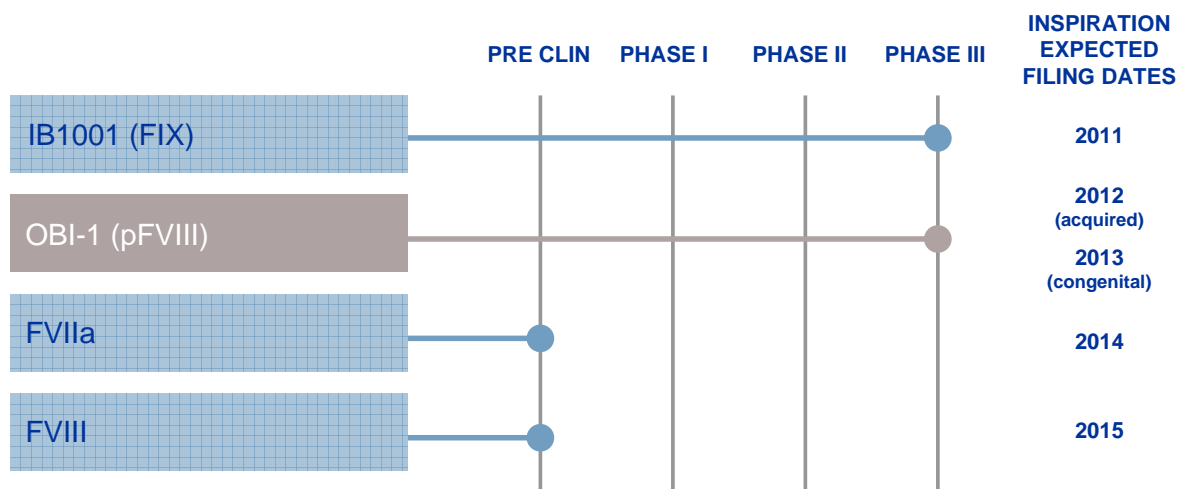 INSPIRATION
EXPECTED
FILING DATES
PRE CLIN PHASE I PHASE II PHASE III
IB1001 (FIX)
2011
OBI-1 (pFVIII)
2012
(acquired)
2013
(congenital)
FVIIa
2014
FVIII
2015